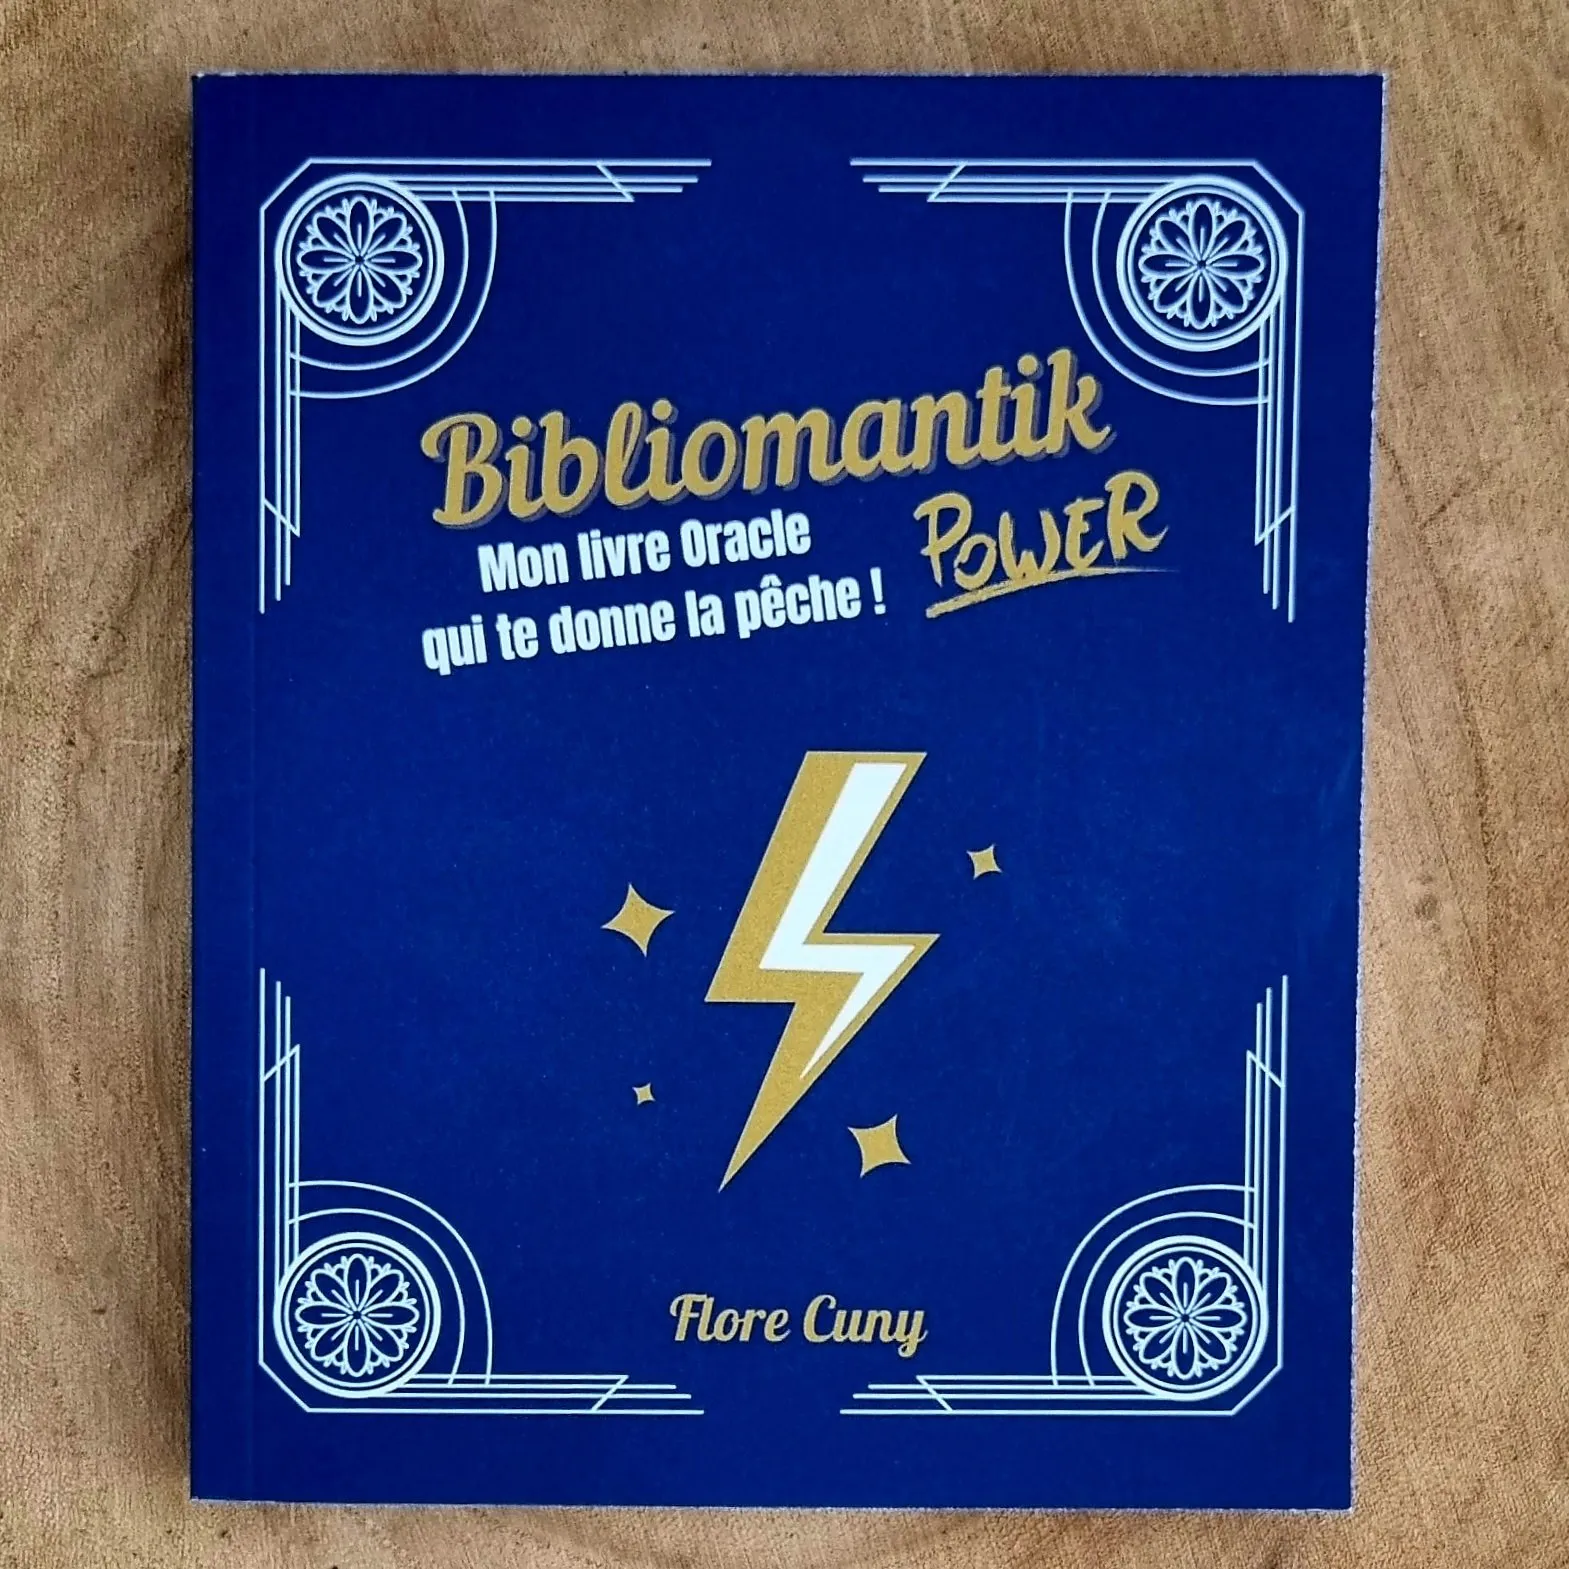 Bibliomantik
POWER
Mon livre Oracle
qui te donne la pêche !
Flore Cuny